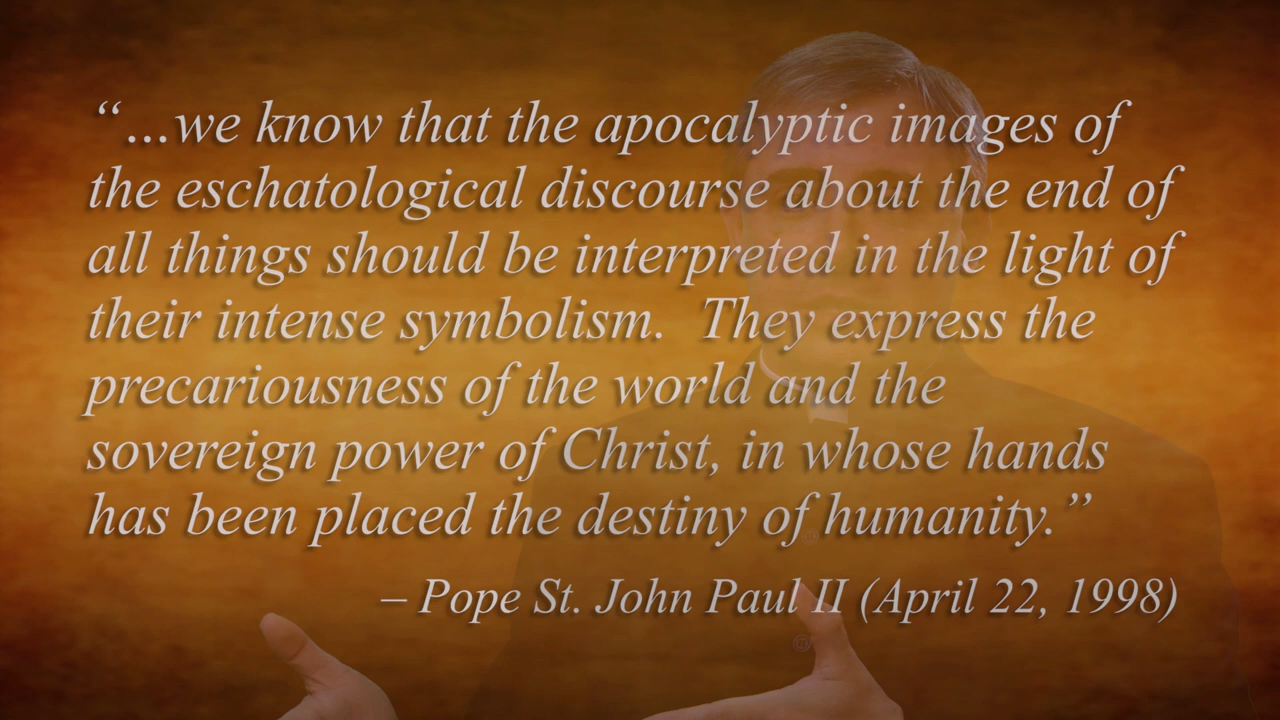 “...we know that the apocalyptic images of
the eschatological discourse about the end of
all things should be interpreted in the light of
their intense symbolism.  They express the
precariousness of the world and the
sovereign power of Christ, in whose hands
has been placed the destiny of humanity.”
– Pope St. John Paul II (April 22, 1998)